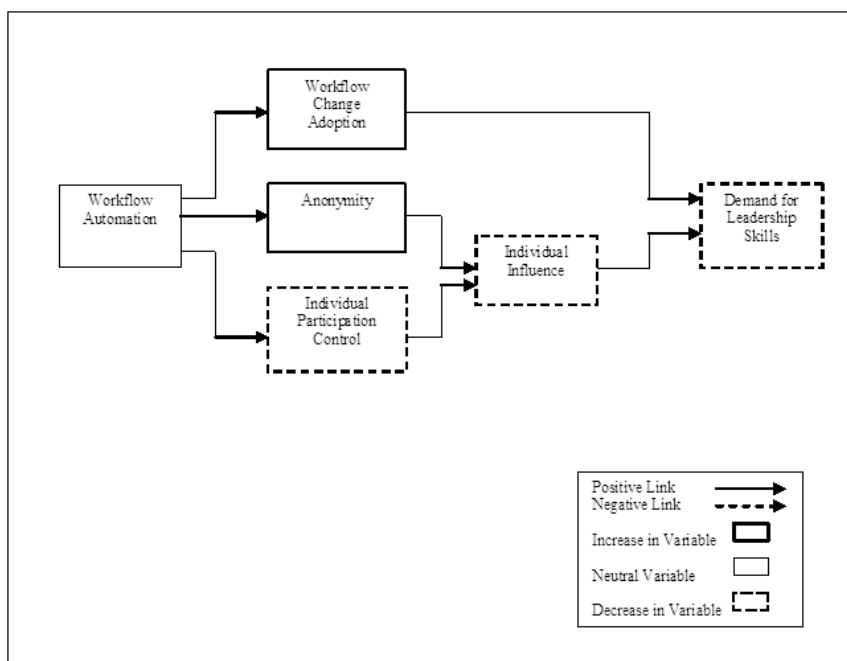 Workflow
Change
Adoption
Workflow
Automation
Anonymity
Demand for
Leadership
Skills
Individual
Influence
Individual
Participation
Control
Positive Link
Negative Link
Increase in Variable
Neutral Variable
Decrease in Variable